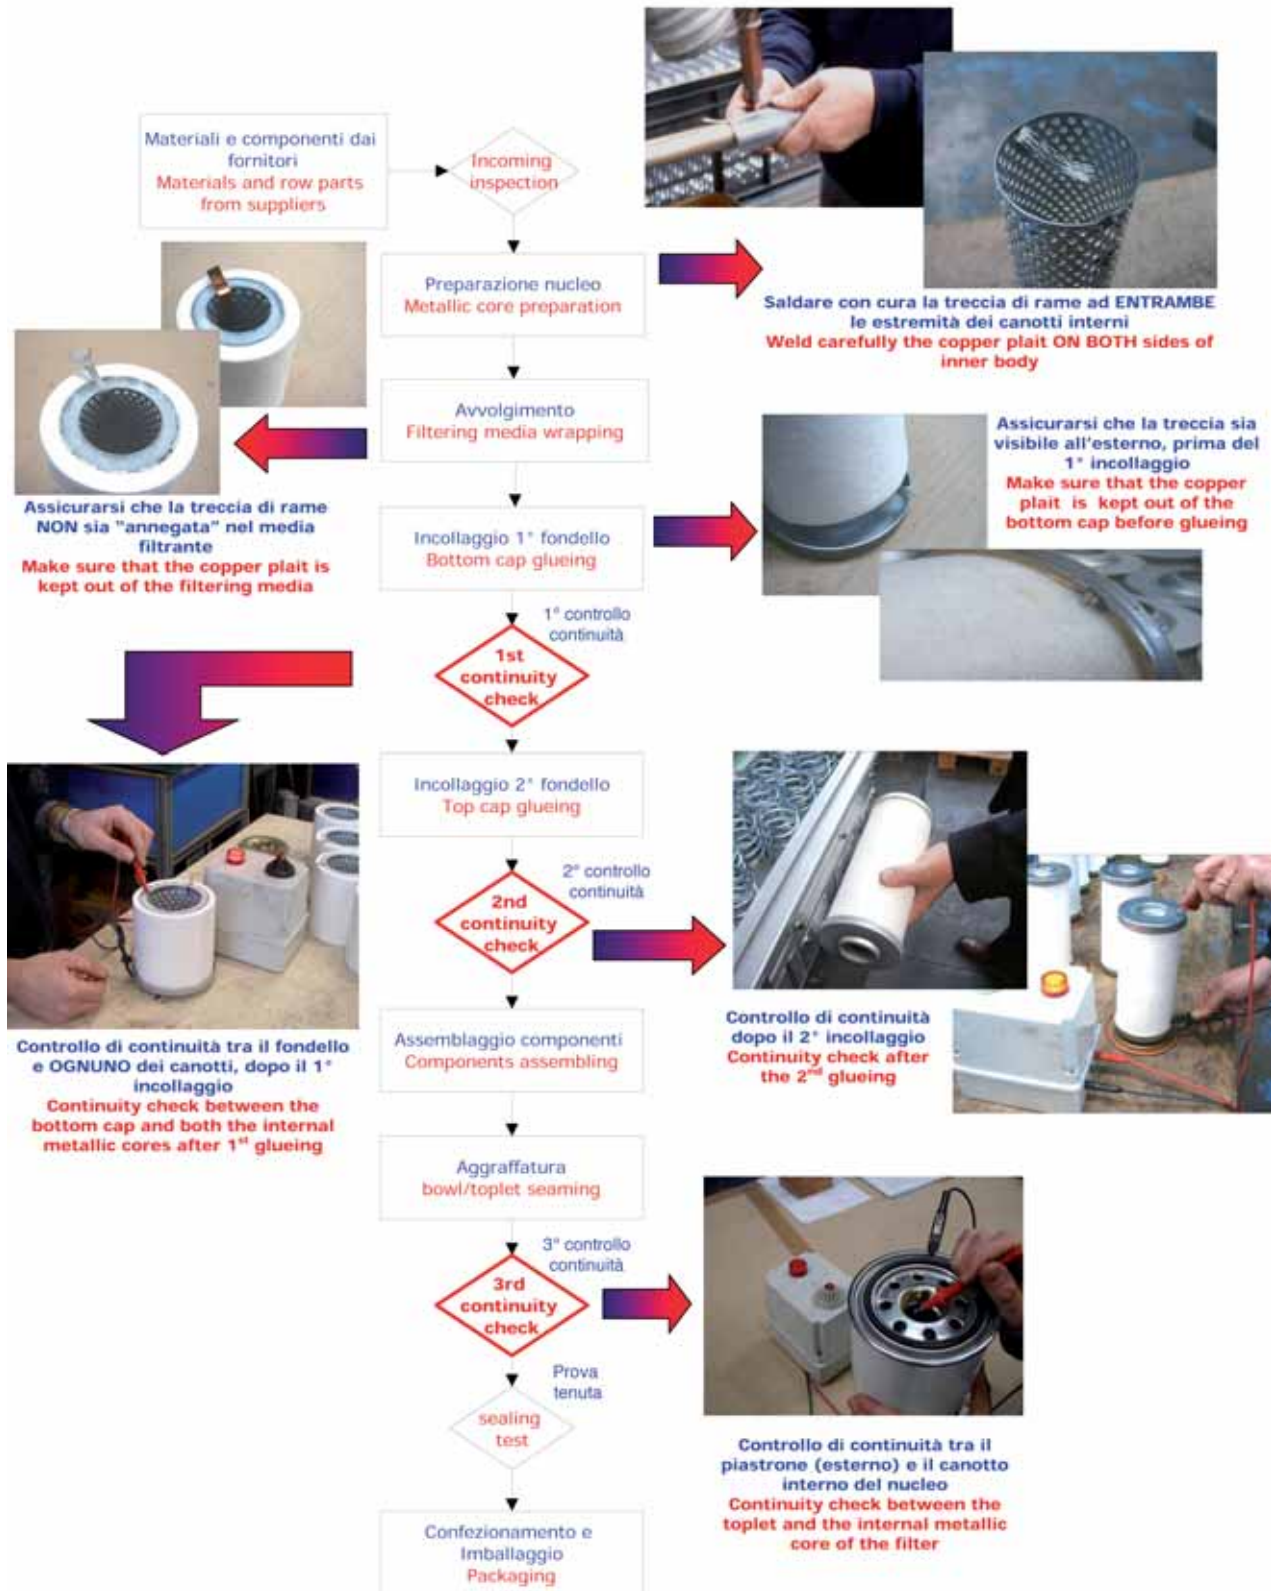 Materiali e componenti dai
fornitori
Materials and row parts
from suppliers
Incoming
inspection
Preparazione nucleo
Metallic core preparation
Saldare con cura la treccia di rame ad ENTRAMBE
le estremità dei canotti interni
Weld carefully the copper plait ON BOTH sides of
inner body
Avvolgimento
Filtering media wrapping
Assicurarsi che la treccia di rame
NON sia "annegata" nel media
filtrante
Make sure that the copper plait is
kept out of the filtering media
Incollaggio 1° fondello
Bottom cap glueing
Assicurarsi che la treccia sia
visibile all'esterno, prima del
1° incollaggio
Make sure that the copper
plait is kept out of the
bottom cap before glueing
1° controllo
continuità
1st
continuity
check
Controllo di continuità tra il fondello
e OGNUNO dei canotti, dopo il 1°
incollaggio
Continuity check between the
bottom cap and both the internal
metallic cores after 1st glueing
Incollaggio 2° fondello
Top cap glueing
2° controllo
continuità
2nd
continuity
check
Controllo di continuità
dopo il 2° incollaggio
Continuity check after
the 2nd glueing
Assemblaggio componenti
Components assembling
Aggraffatura
bowl/toplet seaming
3° controllo
continuità
3rd
continuity
check
Controllo di continuità tra il
piastrone (esterno) e il canotto
interno del nucleo
Continuity check between the
toplet and the internal metallic
core of the filter
Prova
tenuta
sealing
test
Confezionamento e
Imballaggio
Packaging